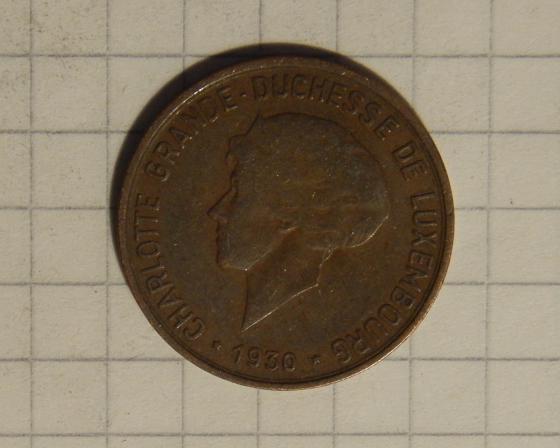 CHARLOTTE GRANDE-DUCHESSE DE LUXEMBOURG
* 1930 *